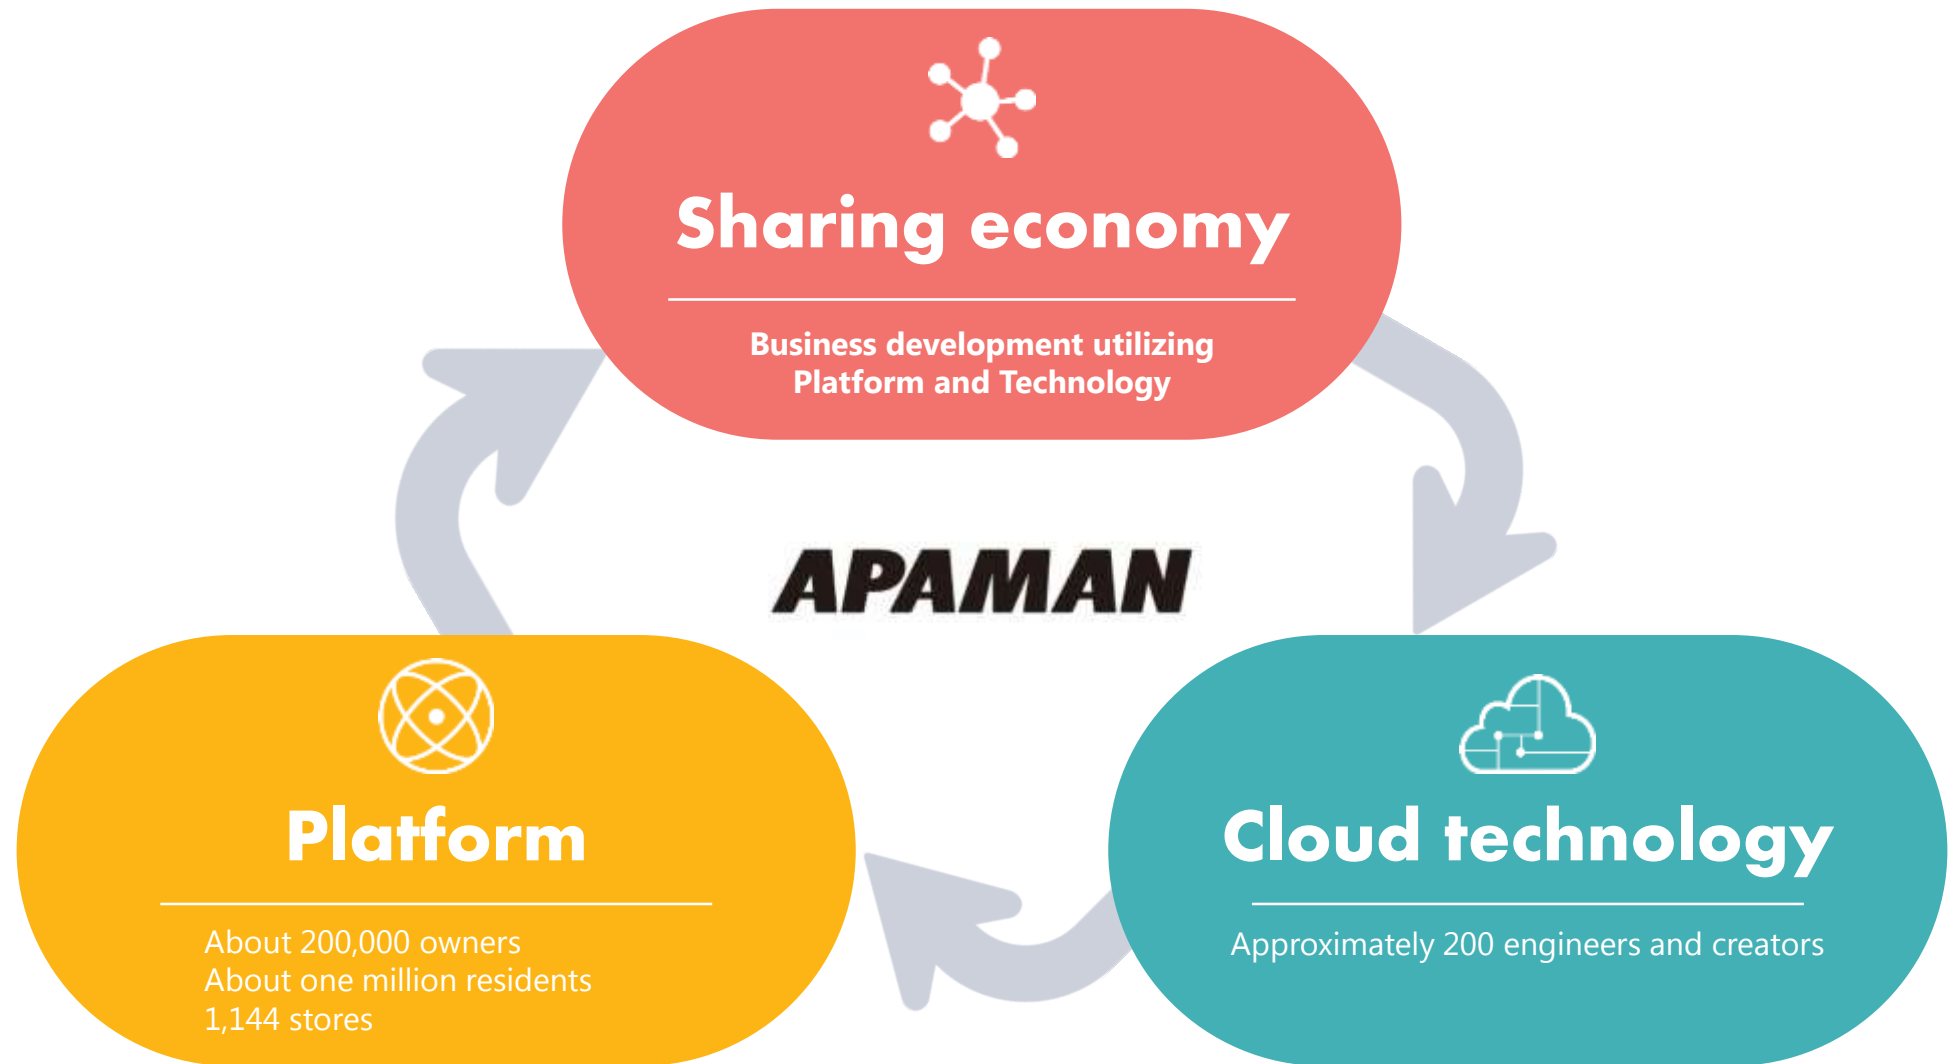 Sharing economy
Business development utilizing
Platform and Technology
APAMAN
Platform
About 200,000 owners
About one million residents
1,144 stores
Cloud technology
Approximately 200 engineers and creators